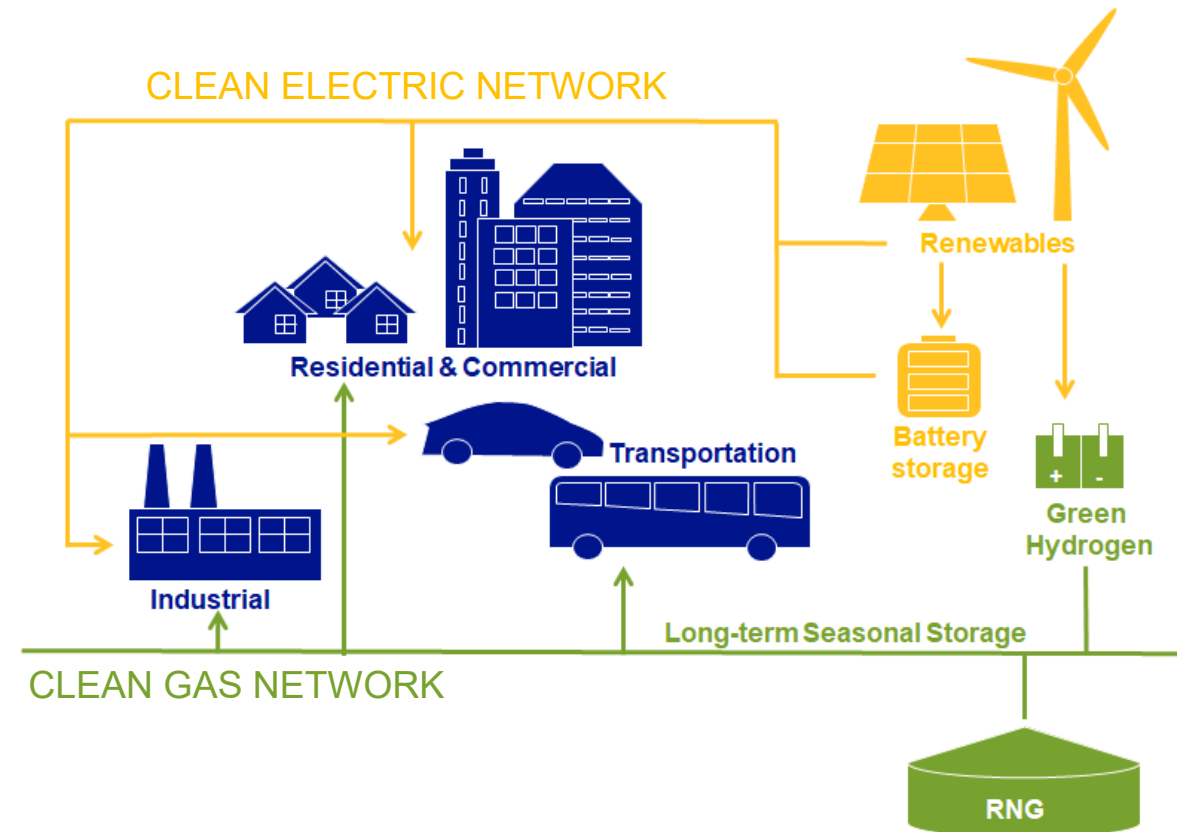 CLEAN ELECTRIC NETWORK
Renewables
Residential & Commercial
Battery
storage
Transportation
+ -
Green
Hydrogen
Industrial
Long-term Seasonal Storage
CLEAN GAS NETWORK
RNG